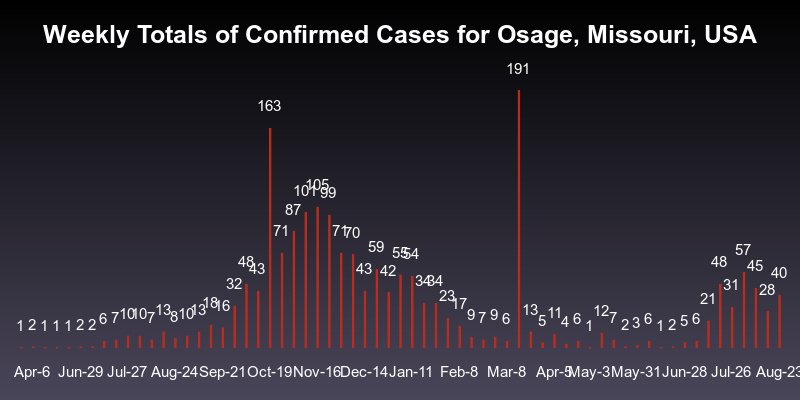 Weekly Totals of Confirmed Cases for Osage, Missouri, USA
1 2 1 1 1 2 2 6 7 10 10 7 13 8 10 13 18 16 32 48 43 163 71 87 101 105 99 71 70 43 59 42 55 54 34 34 23 17 9 7 9 6 191 13 5 11 4 6 1 12 7 2 3 6 1 2 5 6 21 48 31 57 45 28 40
Apr-6 Jun-29 Jul-27 Aug-24 Sep-21 Oct-19 Nov-16 Dec-14 Jan-11 Feb-8 Mar-8 Apr-5 May-3 May-31 Jun-28 Jul-26 Aug-23